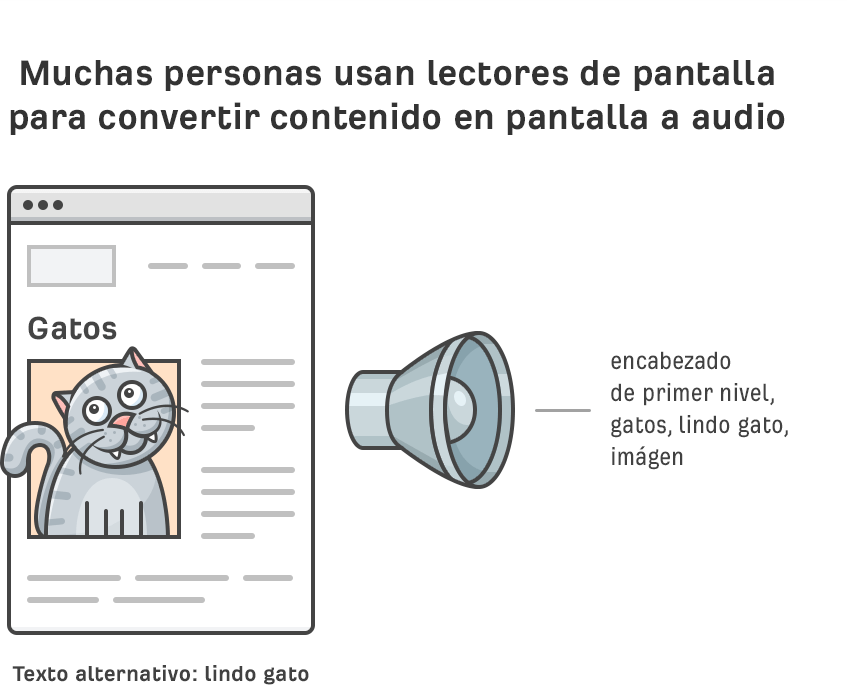 Muchas personas usan lectores de pantalla
para convertir contenido en pantalla a audio
Gatos
encabezado
de primer nivel,
gatos, lindo gato,
imágen
Texto alternativo: lindo gato